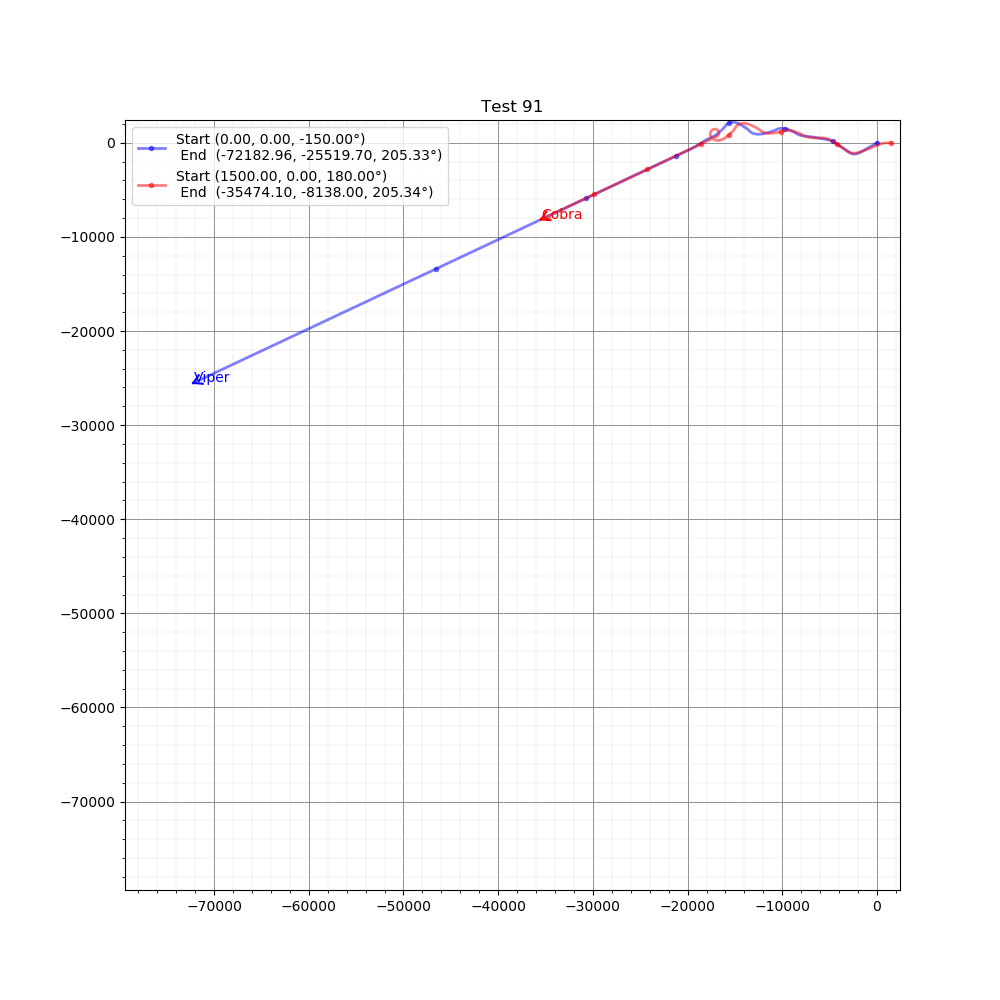 Test 91
Start (0.00, 0.00, -150.00°)
End (-72182.96, -25519.70, 205.33°)
Start (1500.00, 0.00, 180.00°)
End (-35474.10, -8138.00, 205.34°)
0
−10000
−20000
−30000
−40000
−50000
−60000
−70000
Cobra
Viper
−70000
−60000
−50000
−40000
−30000
−20000
−10000
0